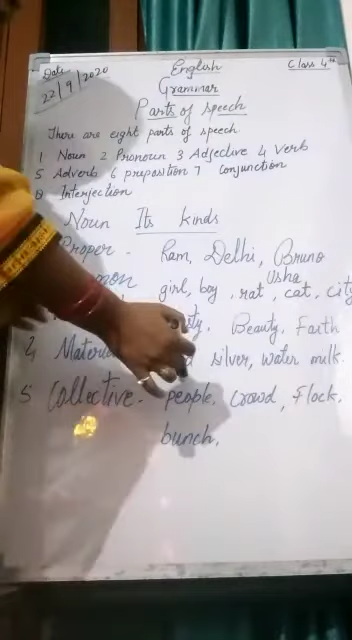 Date English Class 4th
22/9/2020
Grammar
Parts of speech
There are eight parts of speech
1 Noun 2 Pronoun 3 Adjective 4 Verb
5 Adverb 6 preposition 7 Conjunction
8 Interjection
Noun Its kinds
Proper - Ram, Delhi, Bruno
Usha
girl, boy, rat, cat, city
Beauty, Faith
4 silver, water milk.
5 Collective - people, crowd, Flock,
bunch,